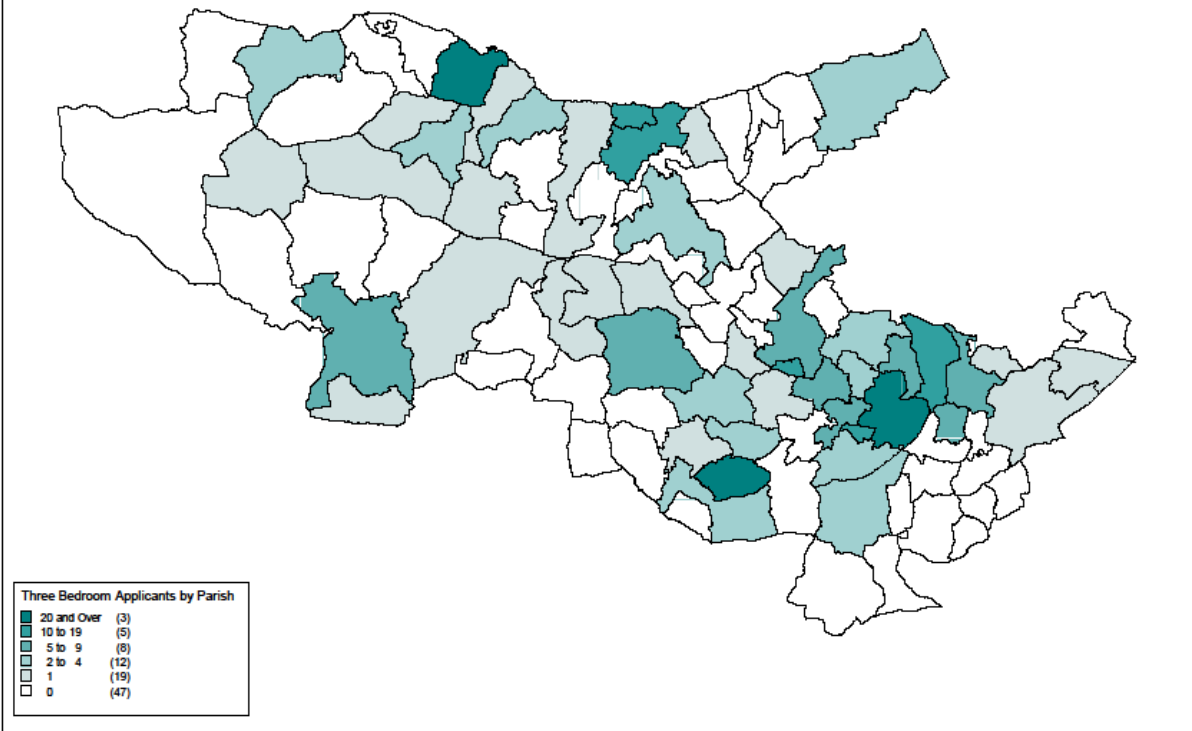 Three Bedroom Applicants by Parish
20 and Over (3)
10 to 19 (5)
5 to 9 (8)
2 to 4 (12)
1 (19)
0 (47)